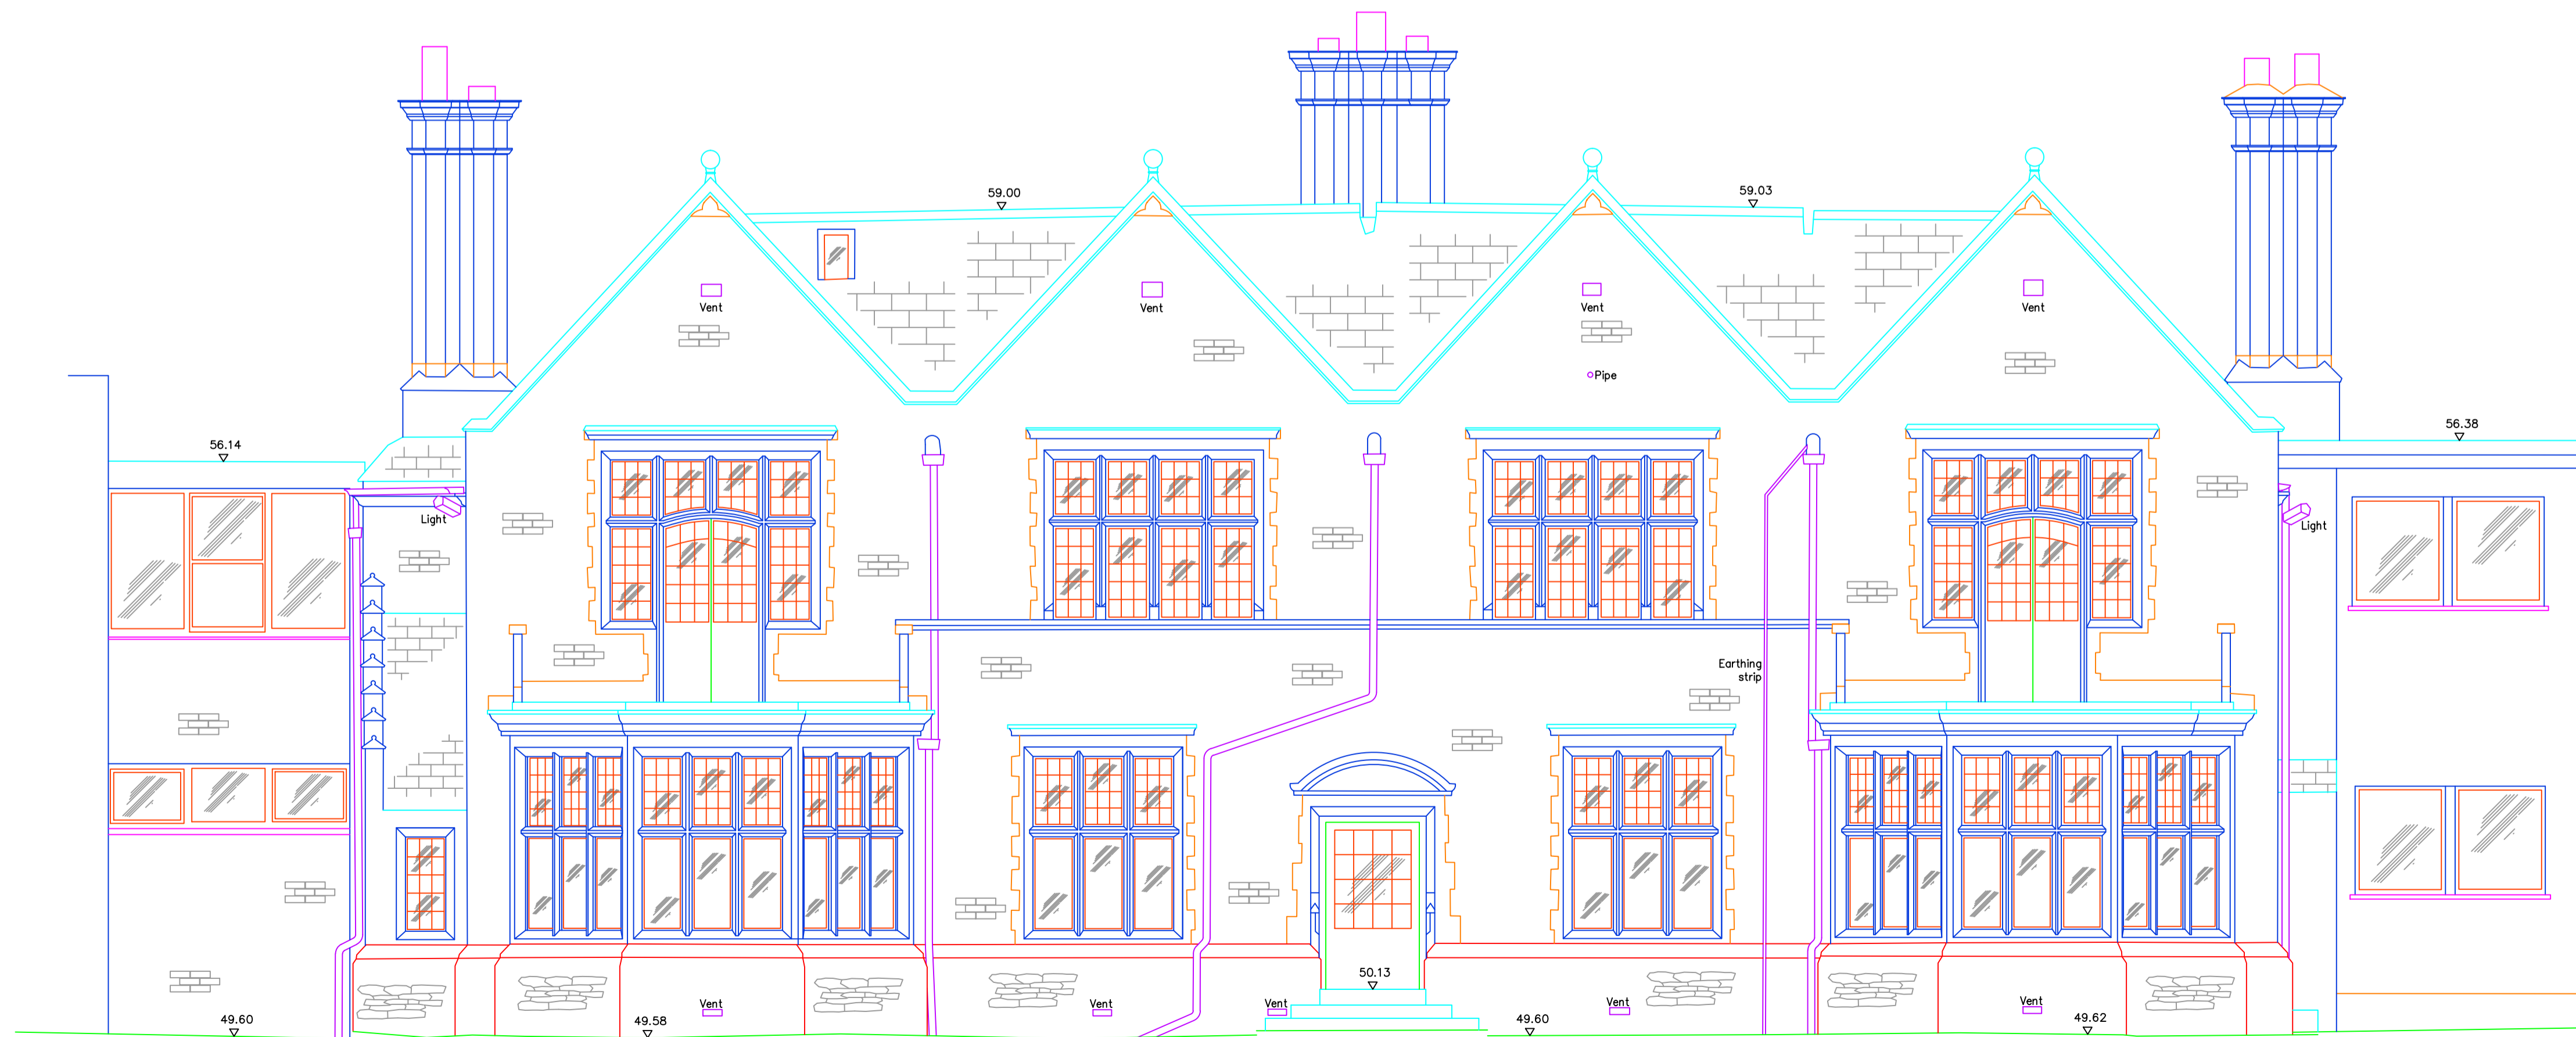 59.00
59.03
Vent
Vent
Vent
Vent
Pipe
56.14
56.38
Light
Light
Earthing
strip
50.13
Vent
Vent
Vent
Vent
Vent
49.60
49.58
49.60
49.62